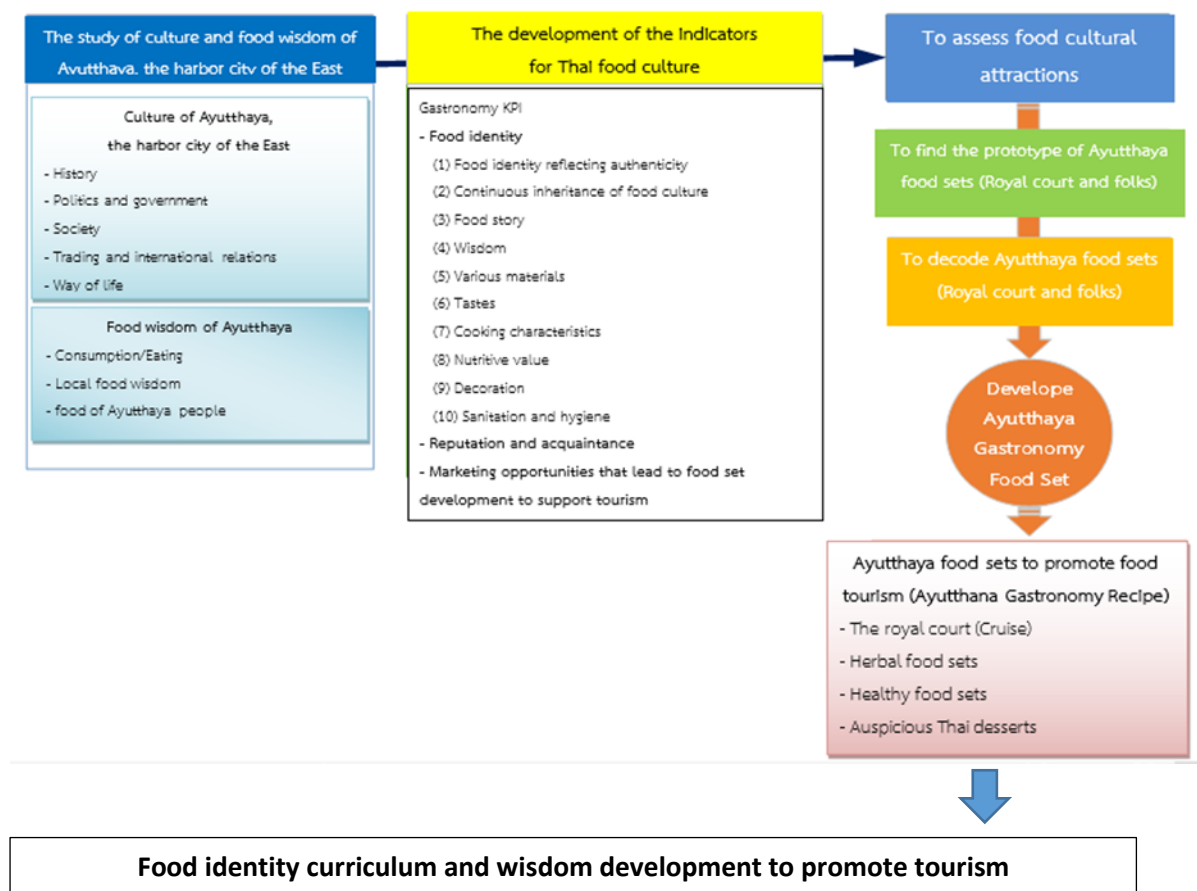 The study of culture and food wisdom of
Ayutthaya. the harbor city of the East
Culture of Ayutthaya,
the harbor city of the East
- History
- Politics and government
- Society
- Trading and international relations
- Way of life
Food wisdom of Ayutthaya
- Consumption/Eating
- Local food wisdom
- food of Ayutthaya people
The development of the Indicators
for Thai food culture
Gastronomy KPI
- Food identity
(1) Food identity reflecting authenticity
(2) Continuous inheritance of food culture
(3) Food story
(4) Wisdom
(5) Various materials
(6) Tastes
(7) Cooking characteristics
(8) Nutritive value
(9) Decoration
(10) Sanitation and hygiene
- Reputation and acquaintance
- Marketing opportunities that lead to food set
development to support tourism
To assess food cultural
attractions
To find the prototype of Ayutthaya
food sets (Royal court and folks)
To decode Ayutthaya food sets
(Royal court and folks)
Develope
Ayutthaya
Gastronomy
Food Set
Ayutthaya food sets to promote food
tourism (Ayutthana Gastronomy Recipe)
- The royal court (Cruise)
- Herbal food sets
- Healthy food sets
- Auspicious Thai desserts
Food identity curriculum and wisdom development to promote tourism